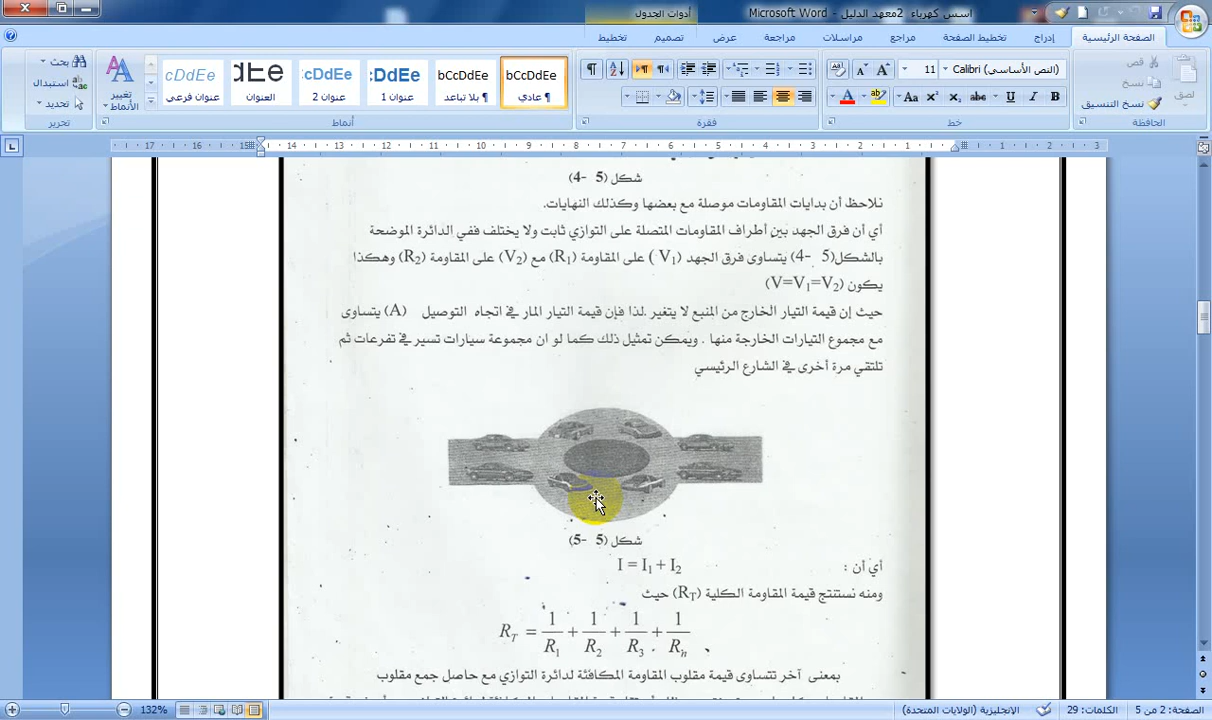 أدوات الجدول
اسس كهرباء 2معهد الدليل - Microsoft Word
الصفحة الرئيسية
إدراج
تخطيط الصفحة
مراجع
مراسلات
مراجعة
عرض
تصميم
تخطيط
لصق
قص
نسخ
نسخ التنسيق
الحافظة
Calibri (النص الأساسي)
11
خط
فقرة
AaBbCcDdEe
¶ عادي
¶ بلا تباعد
عنوان 1
عنوان 2
العنوان
عنوان فرعي
تغيير الأنماط
أنماط
بحث
استبدال
تحديد
تحرير
شكل (5 -4)
نلاحظ أن بدايات المقاومات موصلة مع بعضها وكذلك النهايات.
أي أن فرق الجهد بين أطراف المقاومات المتصلة على التوازي ثابت ولا يختلف ففي الدائرة الموضحة
بالشكل(5 -4) يتساوى فرق الجهد (V1 ) على المقاومة (R1) مع (V2) على المقاومة (R2) وهكذا
يكون (V=V1=V2)
حيث إن قيمة التيار الخارج من المنبع لا يتغير .لذا فإن قيمة التيار المار في اتجاه التوصيل (A) يتساوى
مع مجموع التيارات الخارجة منها . ويمكن تمثيل ذلك كما لو ان مجموعة سيارات تسير في تفرعات ثم
تلتقي مرة أخرى في الشارع الرئيسي
شكل (5 -5)
أي أن : I = I1 + I2
ومنه نستنتج قيمة المقاومة الكلية (RT) حيث
RT = 1/R1 + 1/R2 + 1/R3 + 1/Rn
بمعنى آخر تتساوى قيمة مقلوب المقاومة المكافئة لدائرة التوازي مع حاصل جمع مقلوب
الصفحة: 2 من 5
الكلمات: 29
الإنجليزية (الولايات المتحدة)
132%